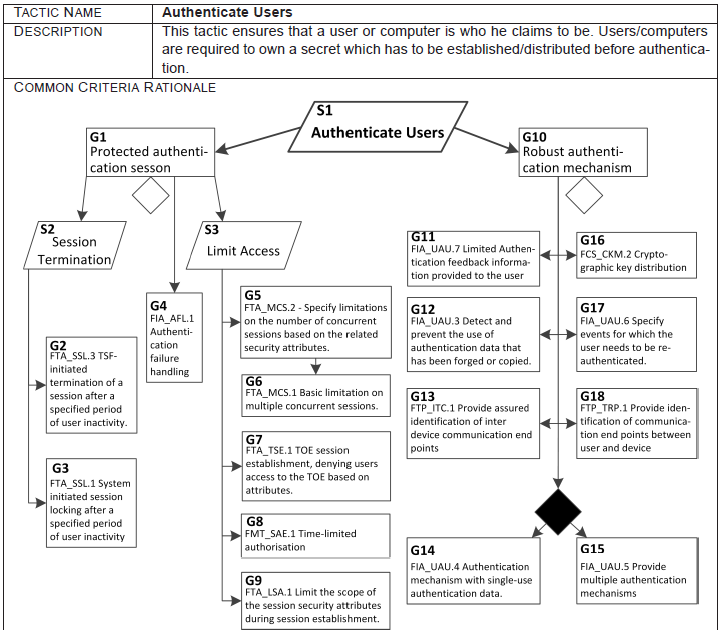 TACTIC NAME
Authenticate Users
DESCRIPTION
This tactic ensures that a user or computer is who he claims to be. Users/computers
are required to own a secret which has to be established/distributed before authentica-
tion.
COMMON CRITERIA RATIONALE
S1
Authenticate Users
G1
Protected authenti-
cation sesson
G10
Robust authenti-
cation mechanism
S2
Session
Termination
S3
Limit Access
G4
FIA_AFL.1
Authenti-
cation
failure
handling
G2
FTA_SSL.3 TSF-
initiated
termination of a
session after a
specified period
of user inactivity.
G3
FTA_SSL.1 System
initiated session
locking after a
specified period
of user inactivity
G5
FTA_MCS.2 - Specify limitations
on the number of concurrent
sessions based on the related
security attributes.
G6
FTA_MCS.1 Basic limitation on
multiple concurrent sessions.
G7
FTA_TSE.1 TOE session
establishment, denying users
access to the TOE based on
attributes.
G8
FMT_SAE.1 Time-limited
authorisation
G9
FTA_LSA.1 Limit the scope of
the session security attributes
during session establishment.
G11
FIA_UAU.7 Limited Authen-
tication feedback informa-
tion provided to the user
G16
FCS_CKM.2 Crypto-
graphic key distribution
G12
FIA_UAU.3 Detect and
prevent the use of
authentication data that
has been forged or copied.
G17
FIA_UAU.6 Specify
events for which the
user needs to be re-
authenticated.
G13
FTP_ITC.1 Provide assured
identification of inter
device communication end
points
G18
FTP_TRP.1 Provide iden-
tification of communica-
tion end points between
user and device
G14
FIA_UAU.4 Authentication
mechanism with single-use
authentication data.
G15
FIA_UAU.5 Provide
multiple authentication
mechanisms